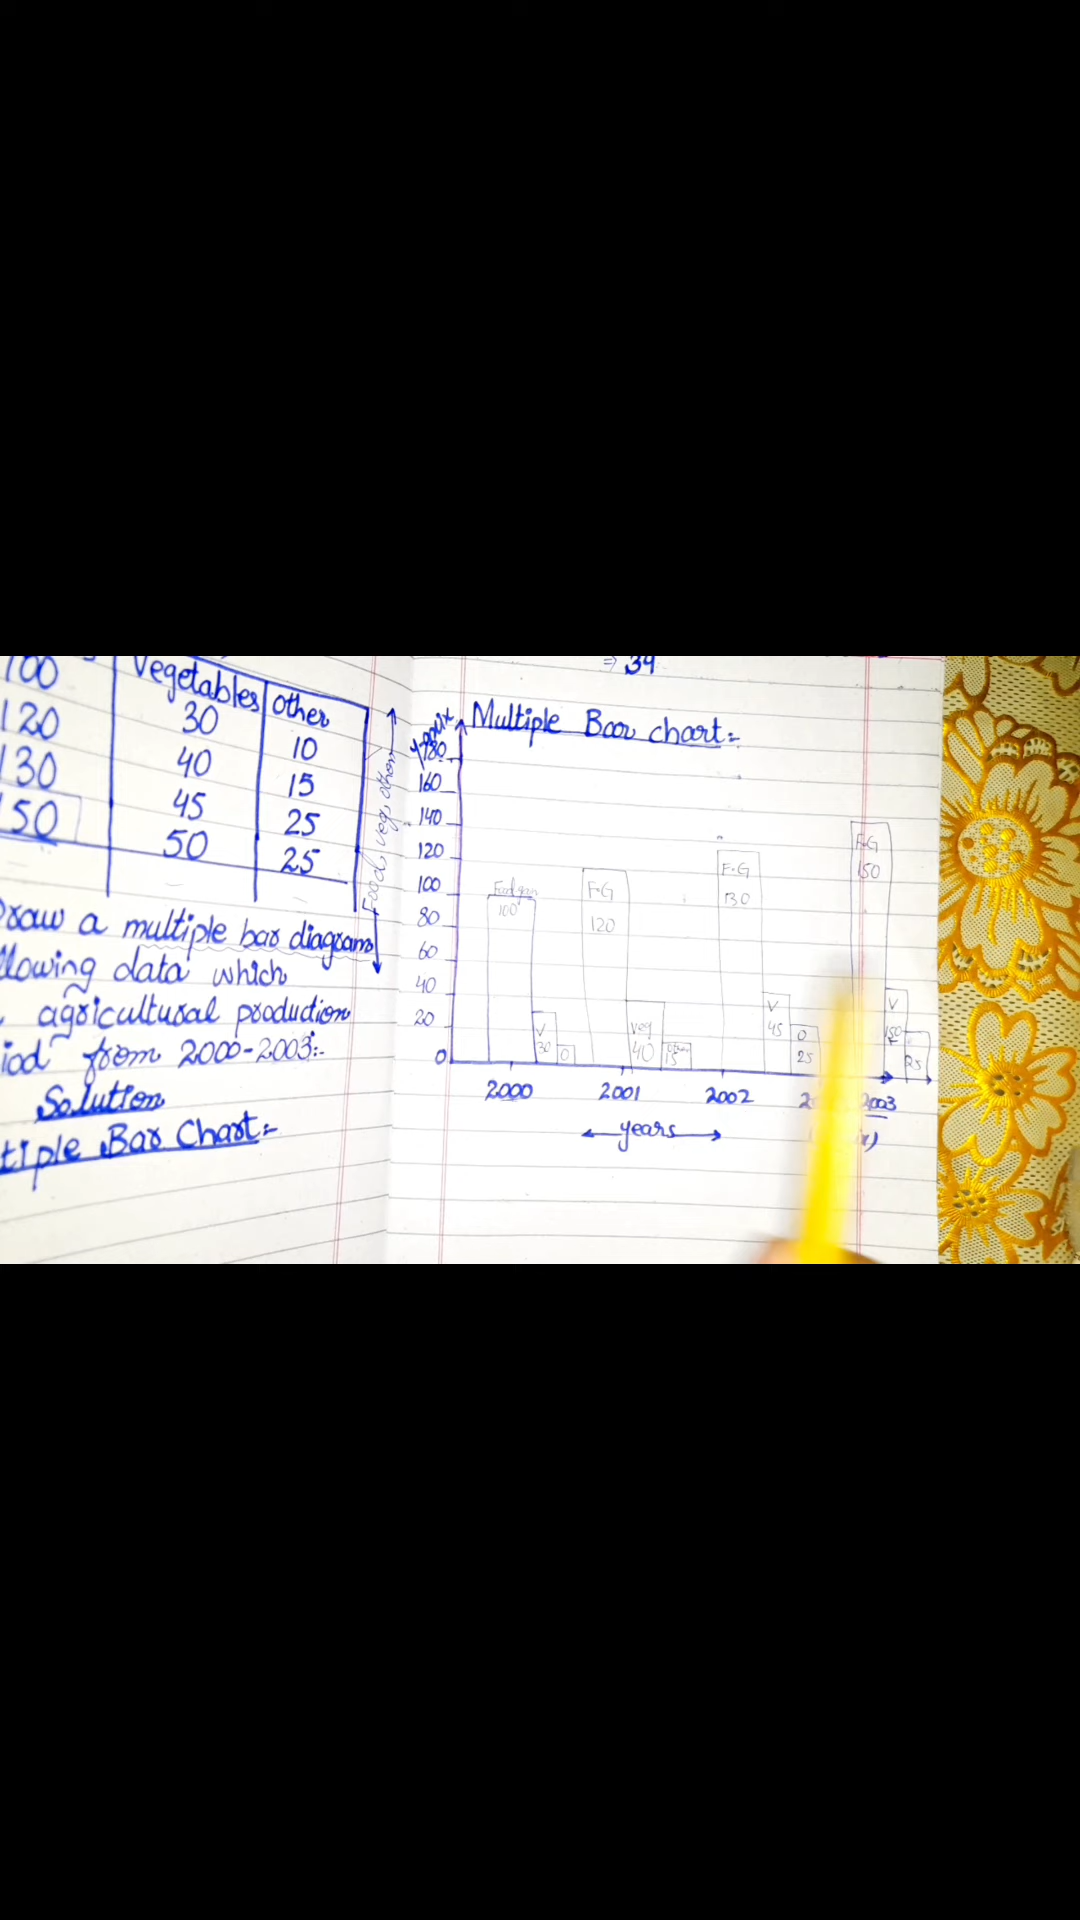 Vegetables other
100 30 10
120 40 15
130 45 25
150 50 25
Draw a multiple bar diagram
llowing data which
agricultural production
iod from 2000-2003:-
Solution
tiple Bar Chart:-
Food, veg, other
⇒ 34
Multiple Bar chart:-
180
160
140
120
100
80
60
40
20
0
100
V
30
O
F.G
120
Veg
40
other
15
F.G
130
V
45
O
25
F.G
150
V
25
2000 2001 2002 2003
years